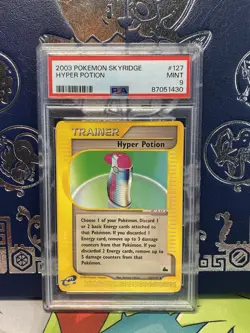 2003 POKEMON SKYRIDGE #127
HYPER POTION MINT
9
PSA 87051430
TRAINER
Hyper Potion
Choose 1 of your Pokémon. Discard 1
or 2 basic Energy cards attached to
that Pokémon. If you discarded 1
Energy card, remove up to 3 damage
counters from that Pokémon. If you
discarded 2 Energy cards, remove up to
5 damage counters from that
Pokémon.